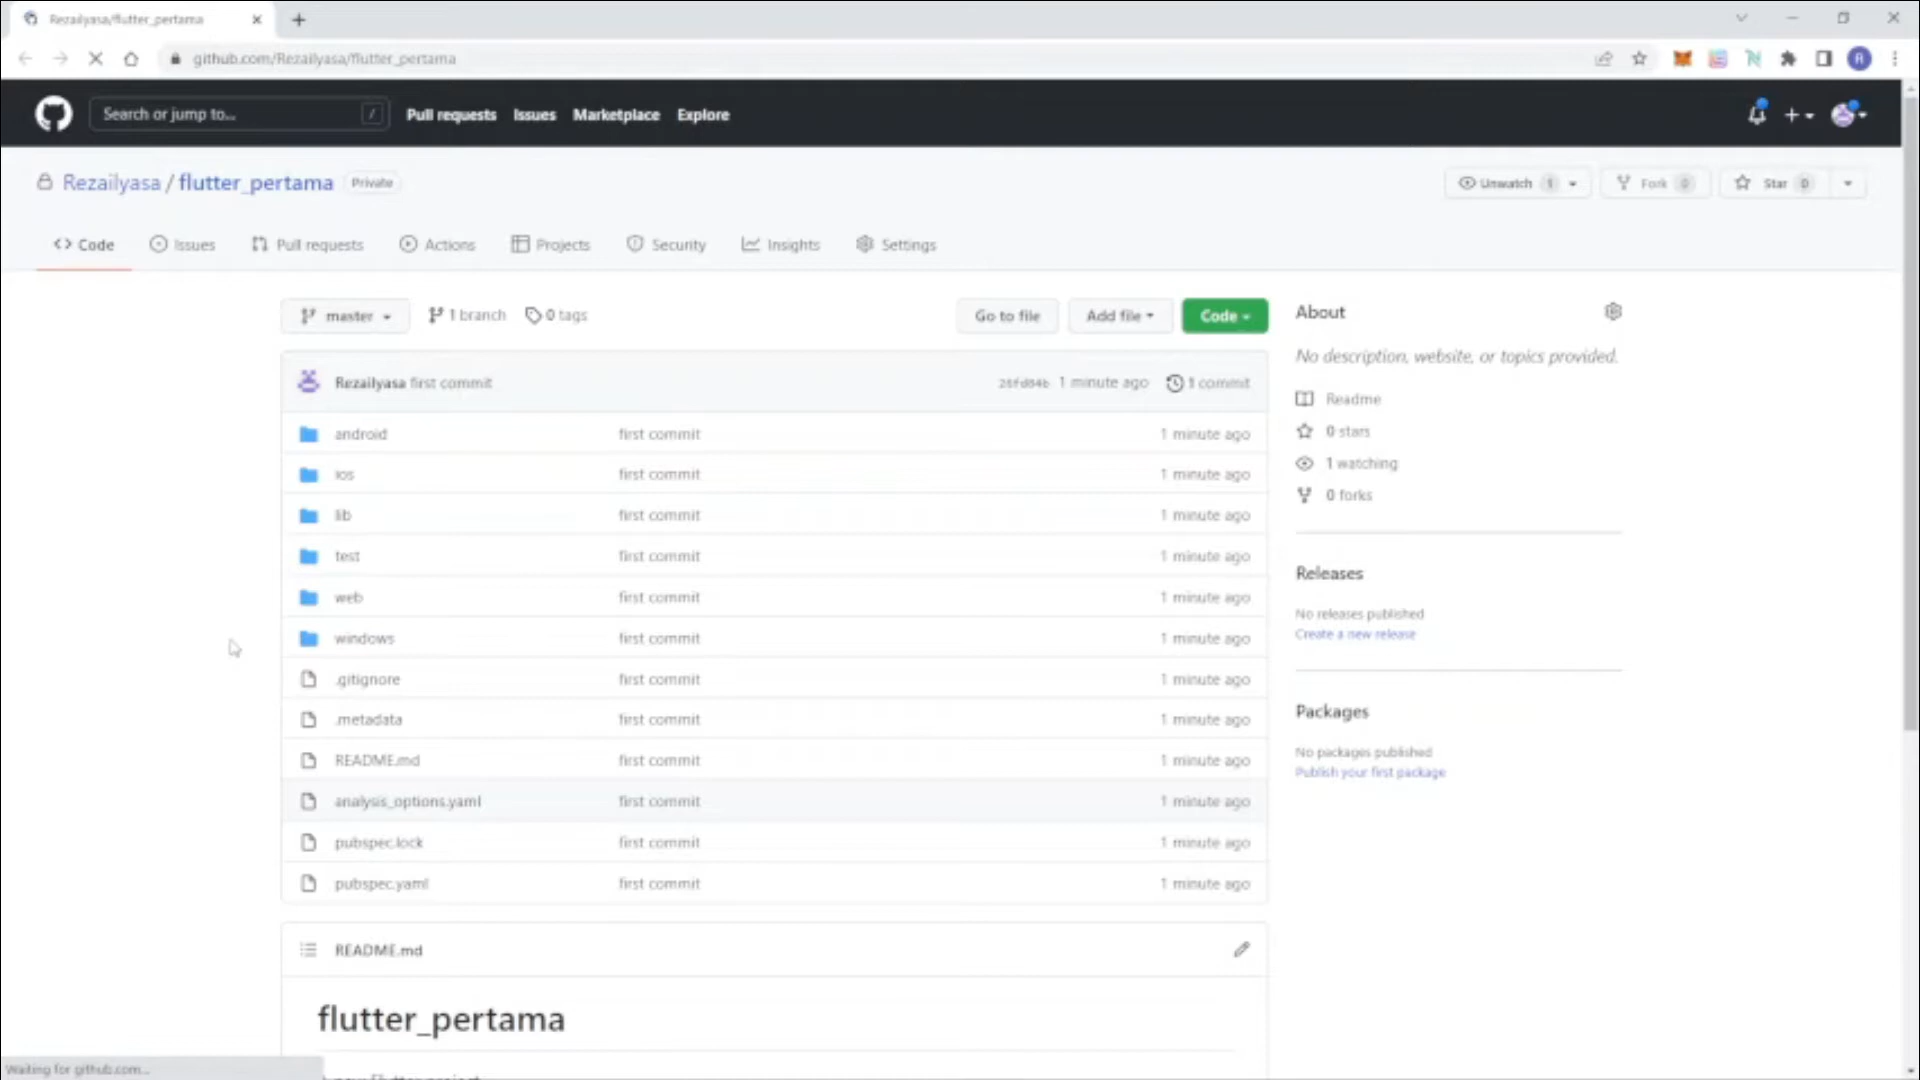 Rezailyasa/flutter_pertama
github.com/Rezailyasa/flutter_pertama
R
Search or jump to... /
Pull requests Issues Marketplace Explore
Rezailyasa / flutter_pertama Private
Unwatch 1 Fork 0 Star 0
Code Issues Pull requests Actions Projects Security Insights Settings
master 1 branch 0 tags Go to file Add file Code
Rezailyasa first commit 1 minute ago 1 commit
android first commit 1 minute ago
ios first commit 1 minute ago
lib first commit 1 minute ago
test first commit 1 minute ago
web first commit 1 minute ago
windows first commit 1 minute ago
.gitignore first commit 1 minute ago
.metadata first commit 1 minute ago
README.md first commit 1 minute ago
analysis_options.yaml first commit 1 minute ago
pubspec.lock first commit 1 minute ago
pubspec.yaml first commit 1 minute ago
README.md
flutter_pertama
About
No description, website, or topics provided.
Readme
0 stars
1 watching
0 forks
Releases
No releases published
Create a new release
Packages
No packages published
Publish your first package
Waiting for github.com...